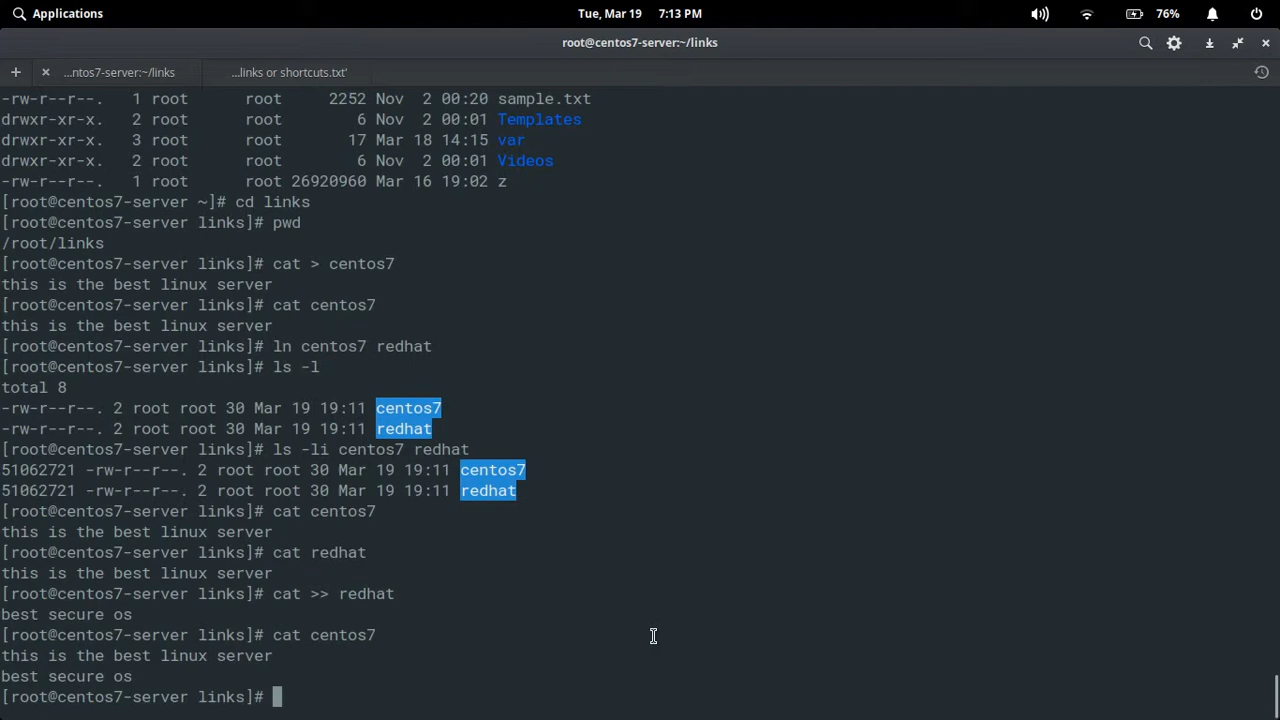 Applications
Tue, Mar 19 7:13 PM
76%
root@centos7-server:~/links
...ntos7-server:~/links
...links or shortcuts.txt'
-rw-r--r--. 1 root root 2252 Nov 2 00:20 sample.txt
drwxr-xr-x. 2 root root 6 Nov 2 00:01 Templates
drwxr-xr-x. 3 root root 17 Mar 18 14:15 var
drwxr-xr-x. 2 root root 6 Nov 2 00:01 Videos
-rw-r--r--. 1 root root 26920960 Mar 16 19:02 z
[root@centos7-server ~]# cd links
[root@centos7-server links]# pwd
/root/links
[root@centos7-server links]# cat > centos7
this is the best linux server
[root@centos7-server links]# cat centos7
this is the best linux server
[root@centos7-server links]# ln centos7 redhat
[root@centos7-server links]# ls -l
total 8
-rw-r--r--. 2 root root 30 Mar 19 19:11 centos7
-rw-r--r--. 2 root root 30 Mar 19 19:11 redhat
[root@centos7-server links]# ls -li centos7 redhat
51062721 -rw-r--r--. 2 root root 30 Mar 19 19:11 centos7
51062721 -rw-r--r--. 2 root root 30 Mar 19 19:11 redhat
[root@centos7-server links]# cat centos7
this is the best linux server
[root@centos7-server links]# cat redhat
this is the best linux server
[root@centos7-server links]# cat >> redhat
best secure os
[root@centos7-server links]# cat centos7
this is the best linux server
best secure os
[root@centos7-server links]#